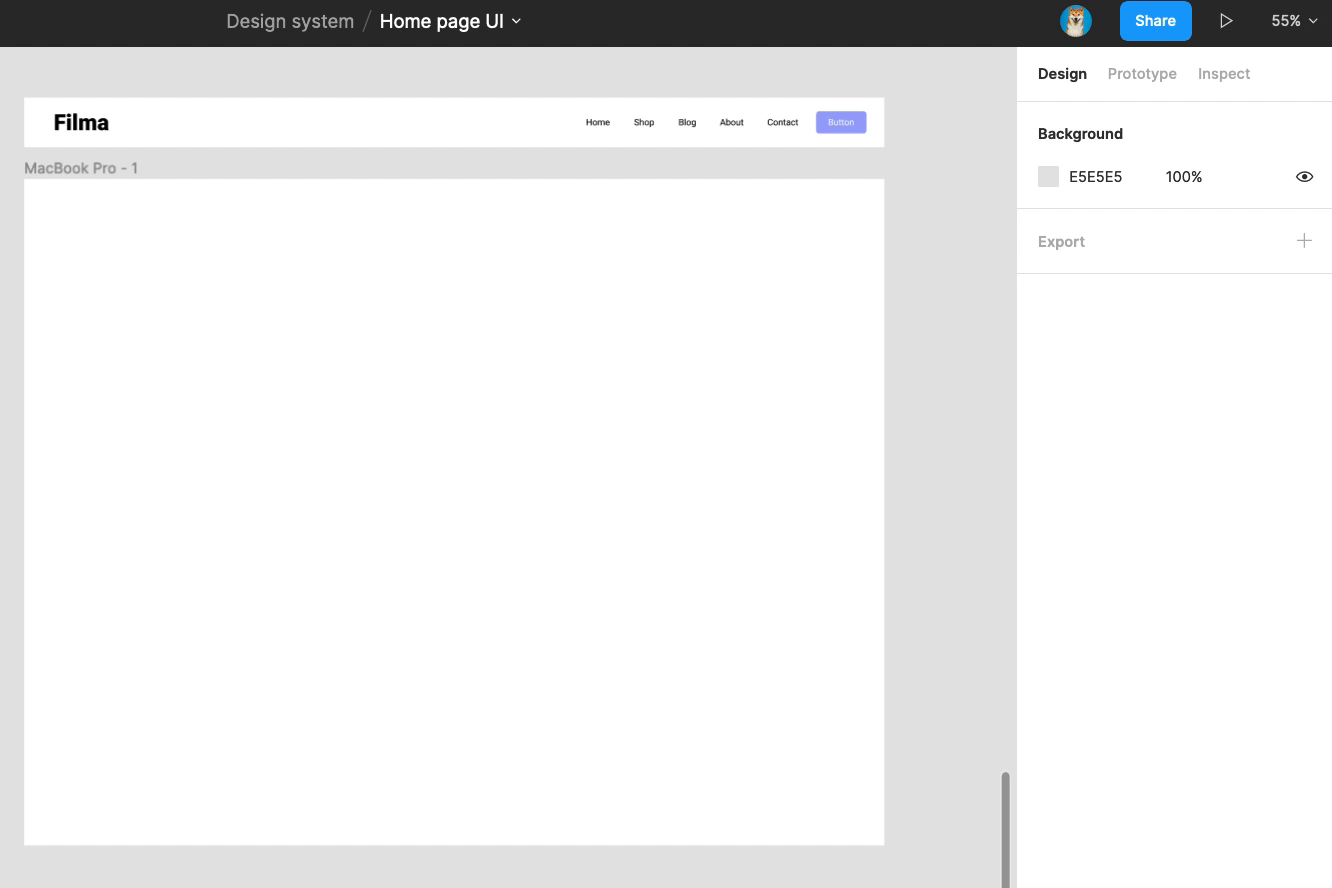 Design system / Home page UI
Share
55%
Design Prototype Inspect
Filma
Home Shop Blog About Contact Button
Background
MacBook Pro - 1
E5E5E5 100%
Export